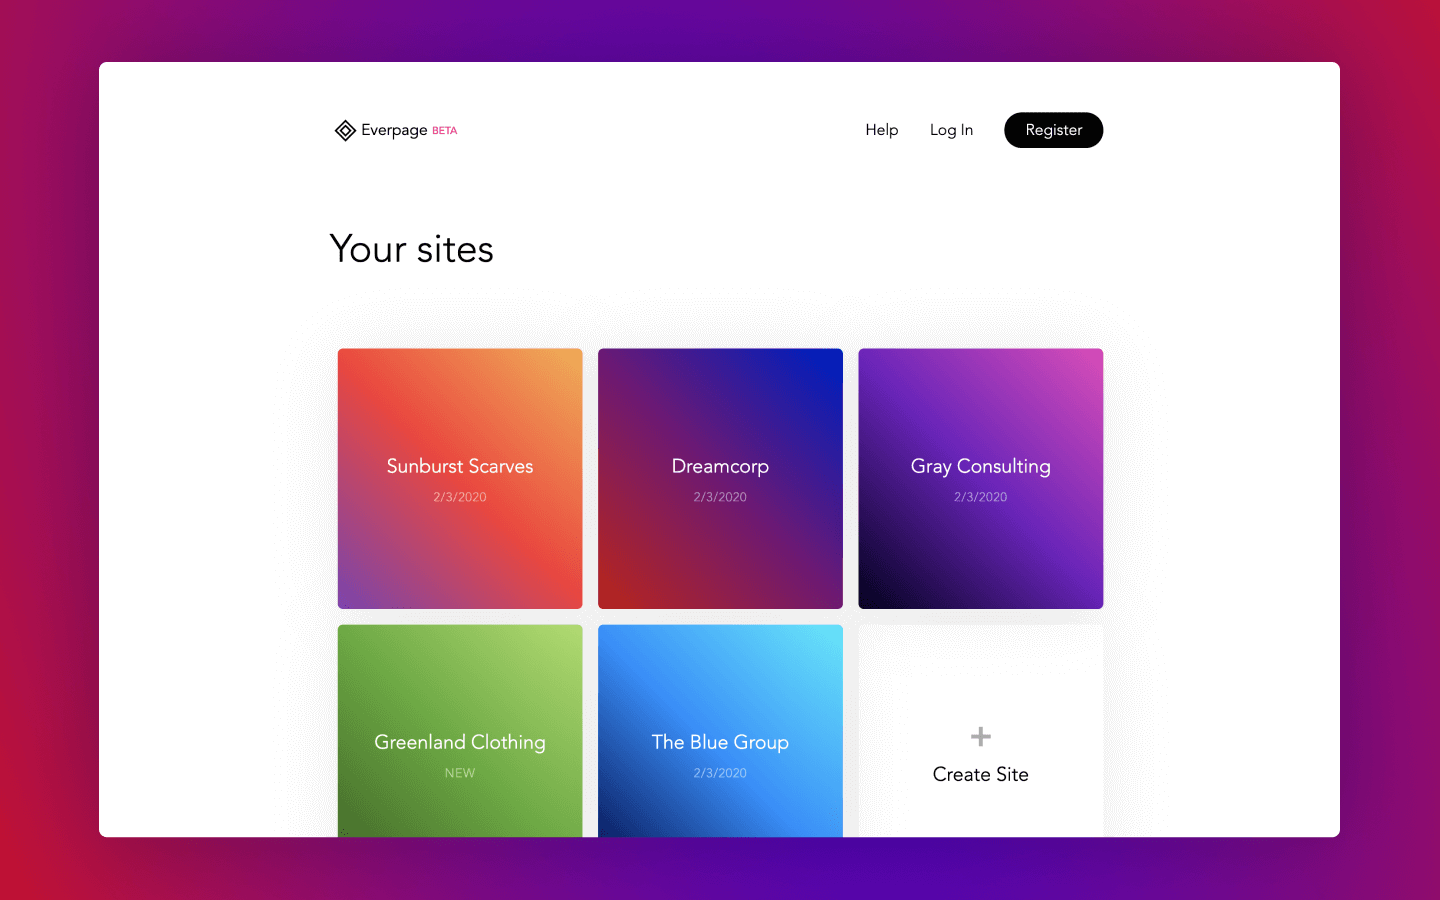 Everpage BETA
Help
Log In
Register
Your sites
Sunburst Scarves
2/3/2020
Dreamcorp
2/3/2020
Gray Consulting
2/3/2020
Greenland Clothing
NEW
The Blue Group
2/3/2020
+
Create Site